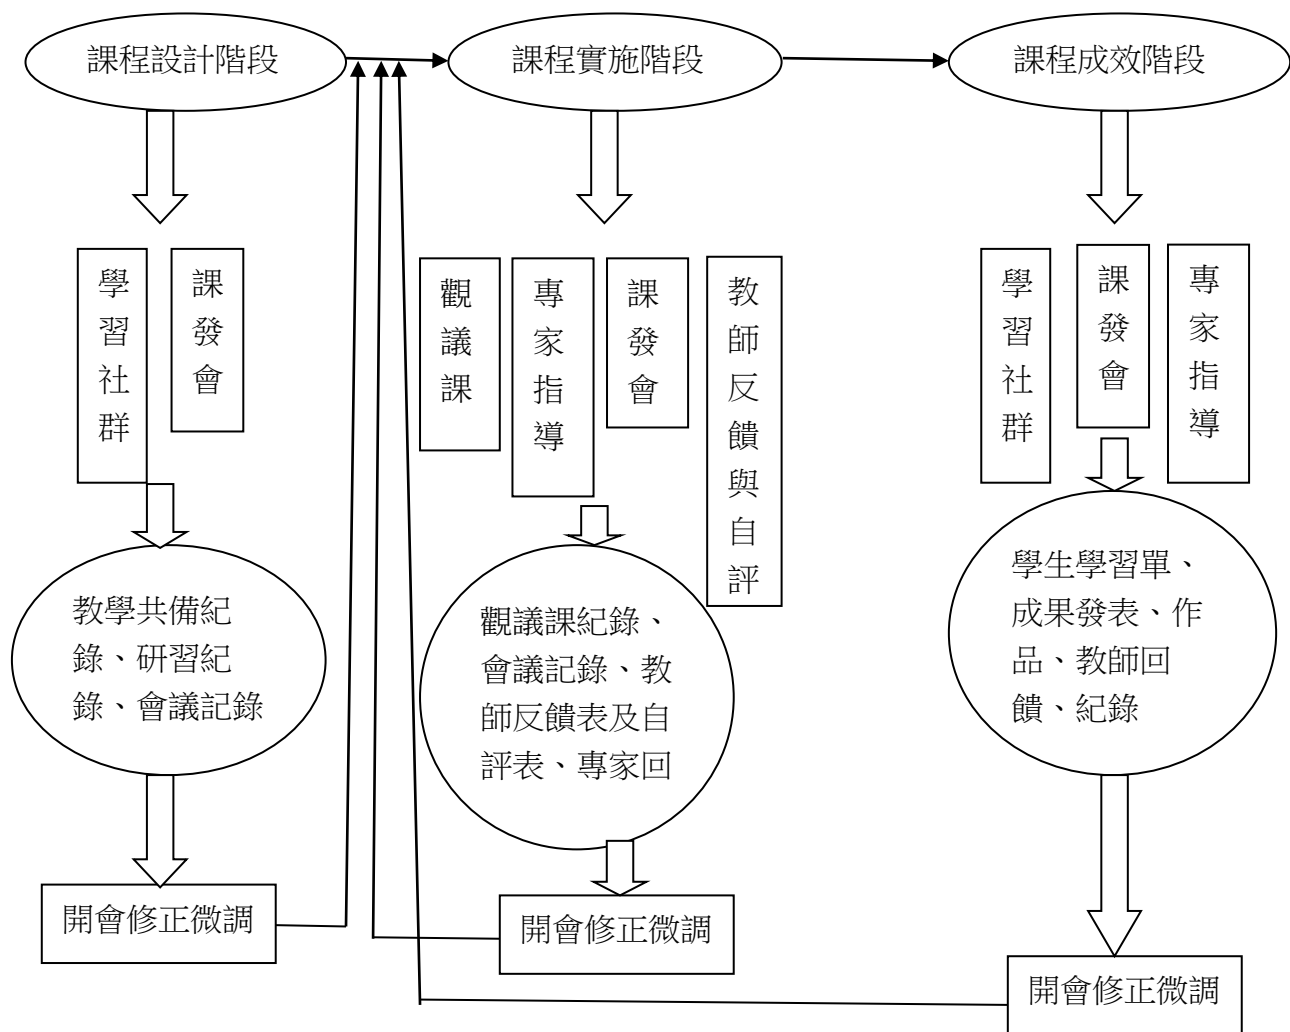 課程設計階段
課程實施階段
課程成效階段
學習社群
課發會
觀議課
專家指導
課發會
教師反饋與自評
學習社群
課發會
專家指導
教學共備紀
錄、研習紀
錄、會議記錄
觀議課紀錄、
會議記錄、教
師反饋表及自
評表、專家回
學生學習單、
成果發表、作
品、教師回
饋、紀錄
開會修正微調
開會修正微調
開會修正微調